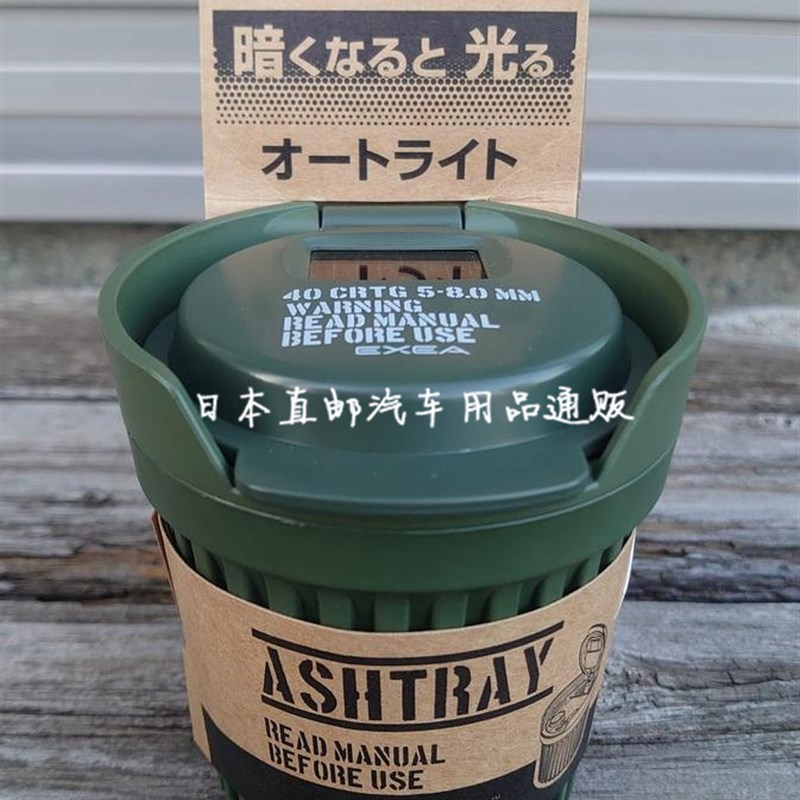 暗くなると 光る
オートライト
40 CRTG 5-8.0 MM
WARNING
READ MANUAL
BEFORE USE
EXEA
日本直邮汽车用品通贩
ASHTRAY
READ MANUAL
BEFORE USE